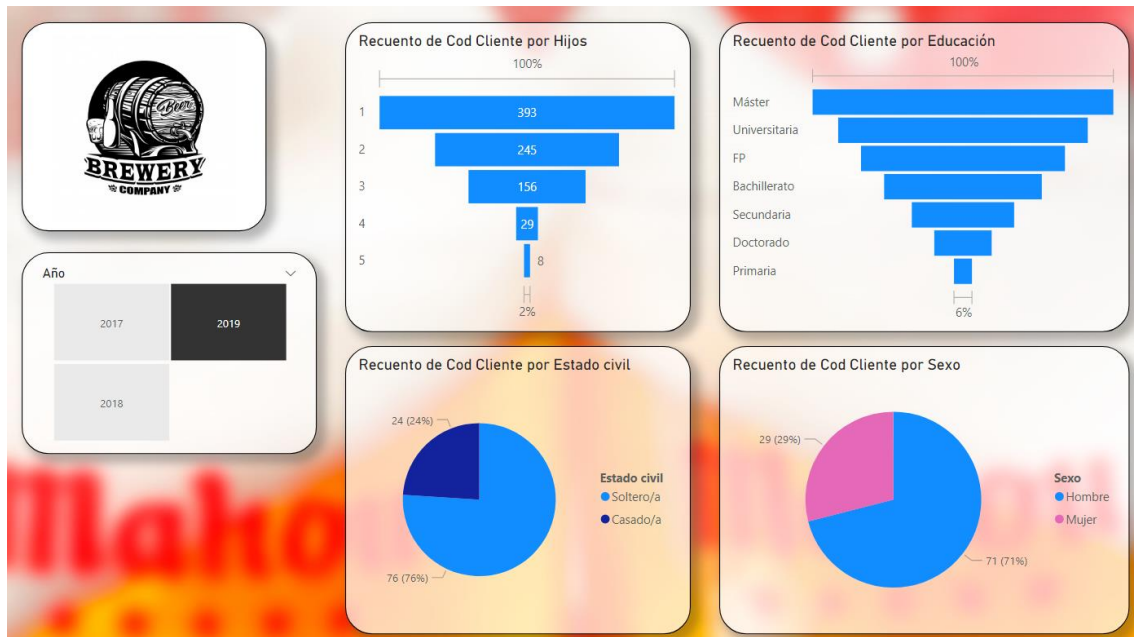 Beer
BREWERY
COMPANY
Año
2017
2019
2018
Recuento de Cod Cliente por Hijos
100%
1
393
2
245
3
156
4
29
5
8
2%
Recuento de Cod Cliente por Educación
100%
Máster
Universitaria
FP
Bachillerato
Secundaria
Doctorado
Primaria
6%
Recuento de Cod Cliente por Estado civil
24 (24%)
76 (76%)
Estado civil
Soltero/a
Casado/a
Recuento de Cod Cliente por Sexo
29 (29%)
71 (71%)
Sexo
Hombre
Mujer